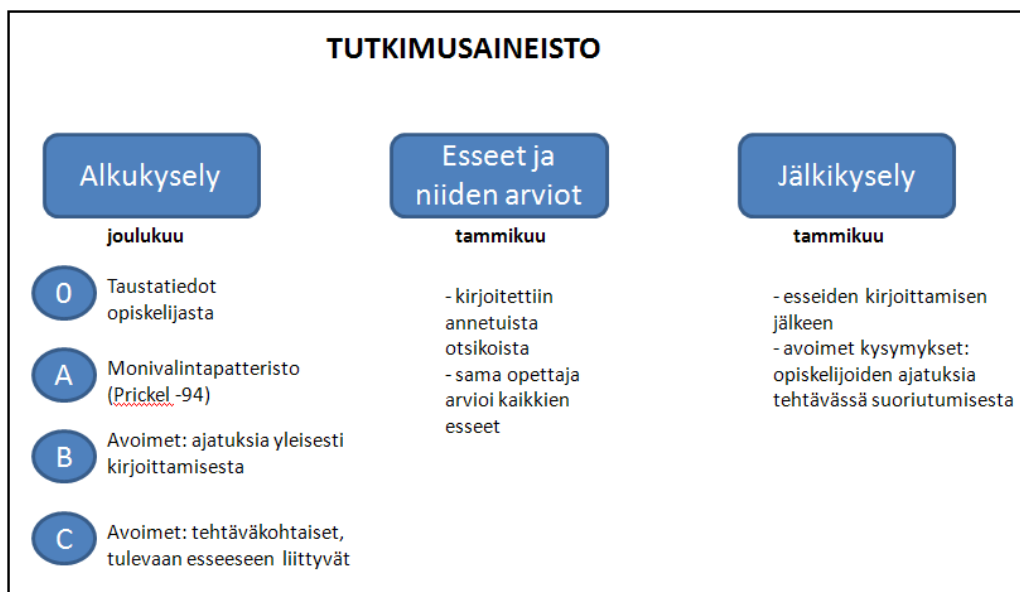 TUTKIMUSAINEISTO
Alkukysely
joulukuu
0
Taustatiedot
opiskelijasta
A
Monivalintapatteristo
(Prickel -94)
B
Avoimet: ajatuksia yleisesti
kirjoittamisesta
C
Avoimet: tehtäväkohtaiset,
tulevaan esseeseen liittyvät
Esseet ja
niiden arviot
tammikuu
- kirjoitettiin
annetuista
otsikoista
- sama opettaja
arvioi kaikkien
esseet
Jälkikysely
tammikuu
- esseiden kirjoittamisen
jälkeen
- avoimet kysymykset:
opiskelijoiden ajatuksia
tehtävässä suoriutumisesta